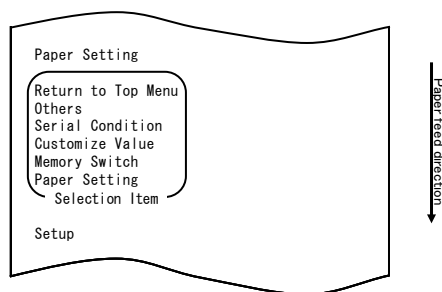 Paper Setting
Return to Top Menu
Others
Serial Condition
Customize Value
Memory Switch
Paper Setting
Selection Item
Setup
Paper feed direction